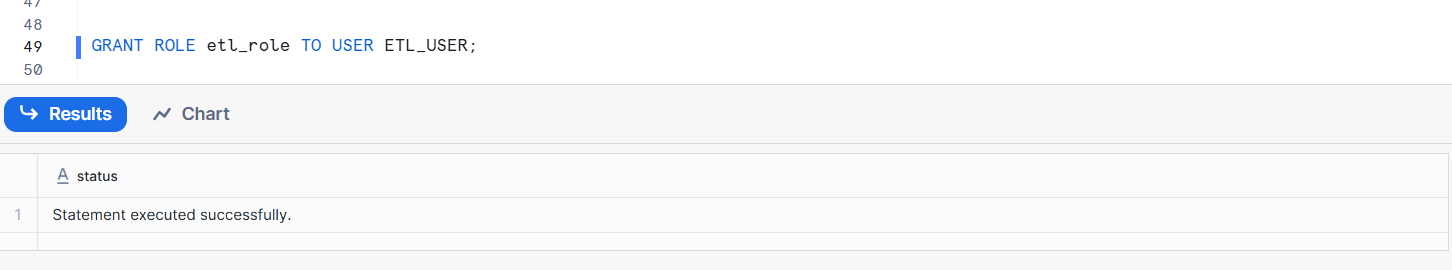 47
48
49 GRANT ROLE etl_role TO USER ETL_USER;
50
Results Chart
A status
1 Statement executed successfully.